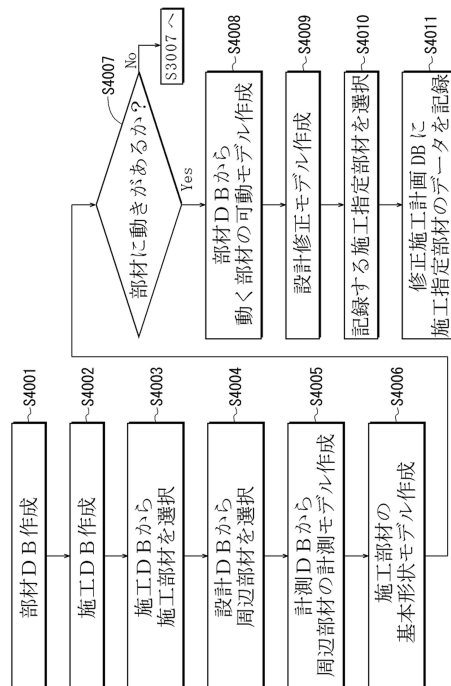 部材ＤＢ作成
S4001
施工ＤＢ作成
S4002
施工ＤＢから
施工部材を選択
S4003
設計ＤＢから
周辺部材を選択
S4004
計測ＤＢから
周辺部材の計測モデル作成
S4005
施工部材の
基本形状モデル作成
S4006
部材に動きがあるか？
S4007
No
S3007 へ
Yes
部材ＤＢから
動く部材の可動モデル作成
S4008
設計修正モデル作成
S4009
記録する施工指定部材を選択
S4010
修正施工計画 DB に
施工指定部材のデータを記録
S4011